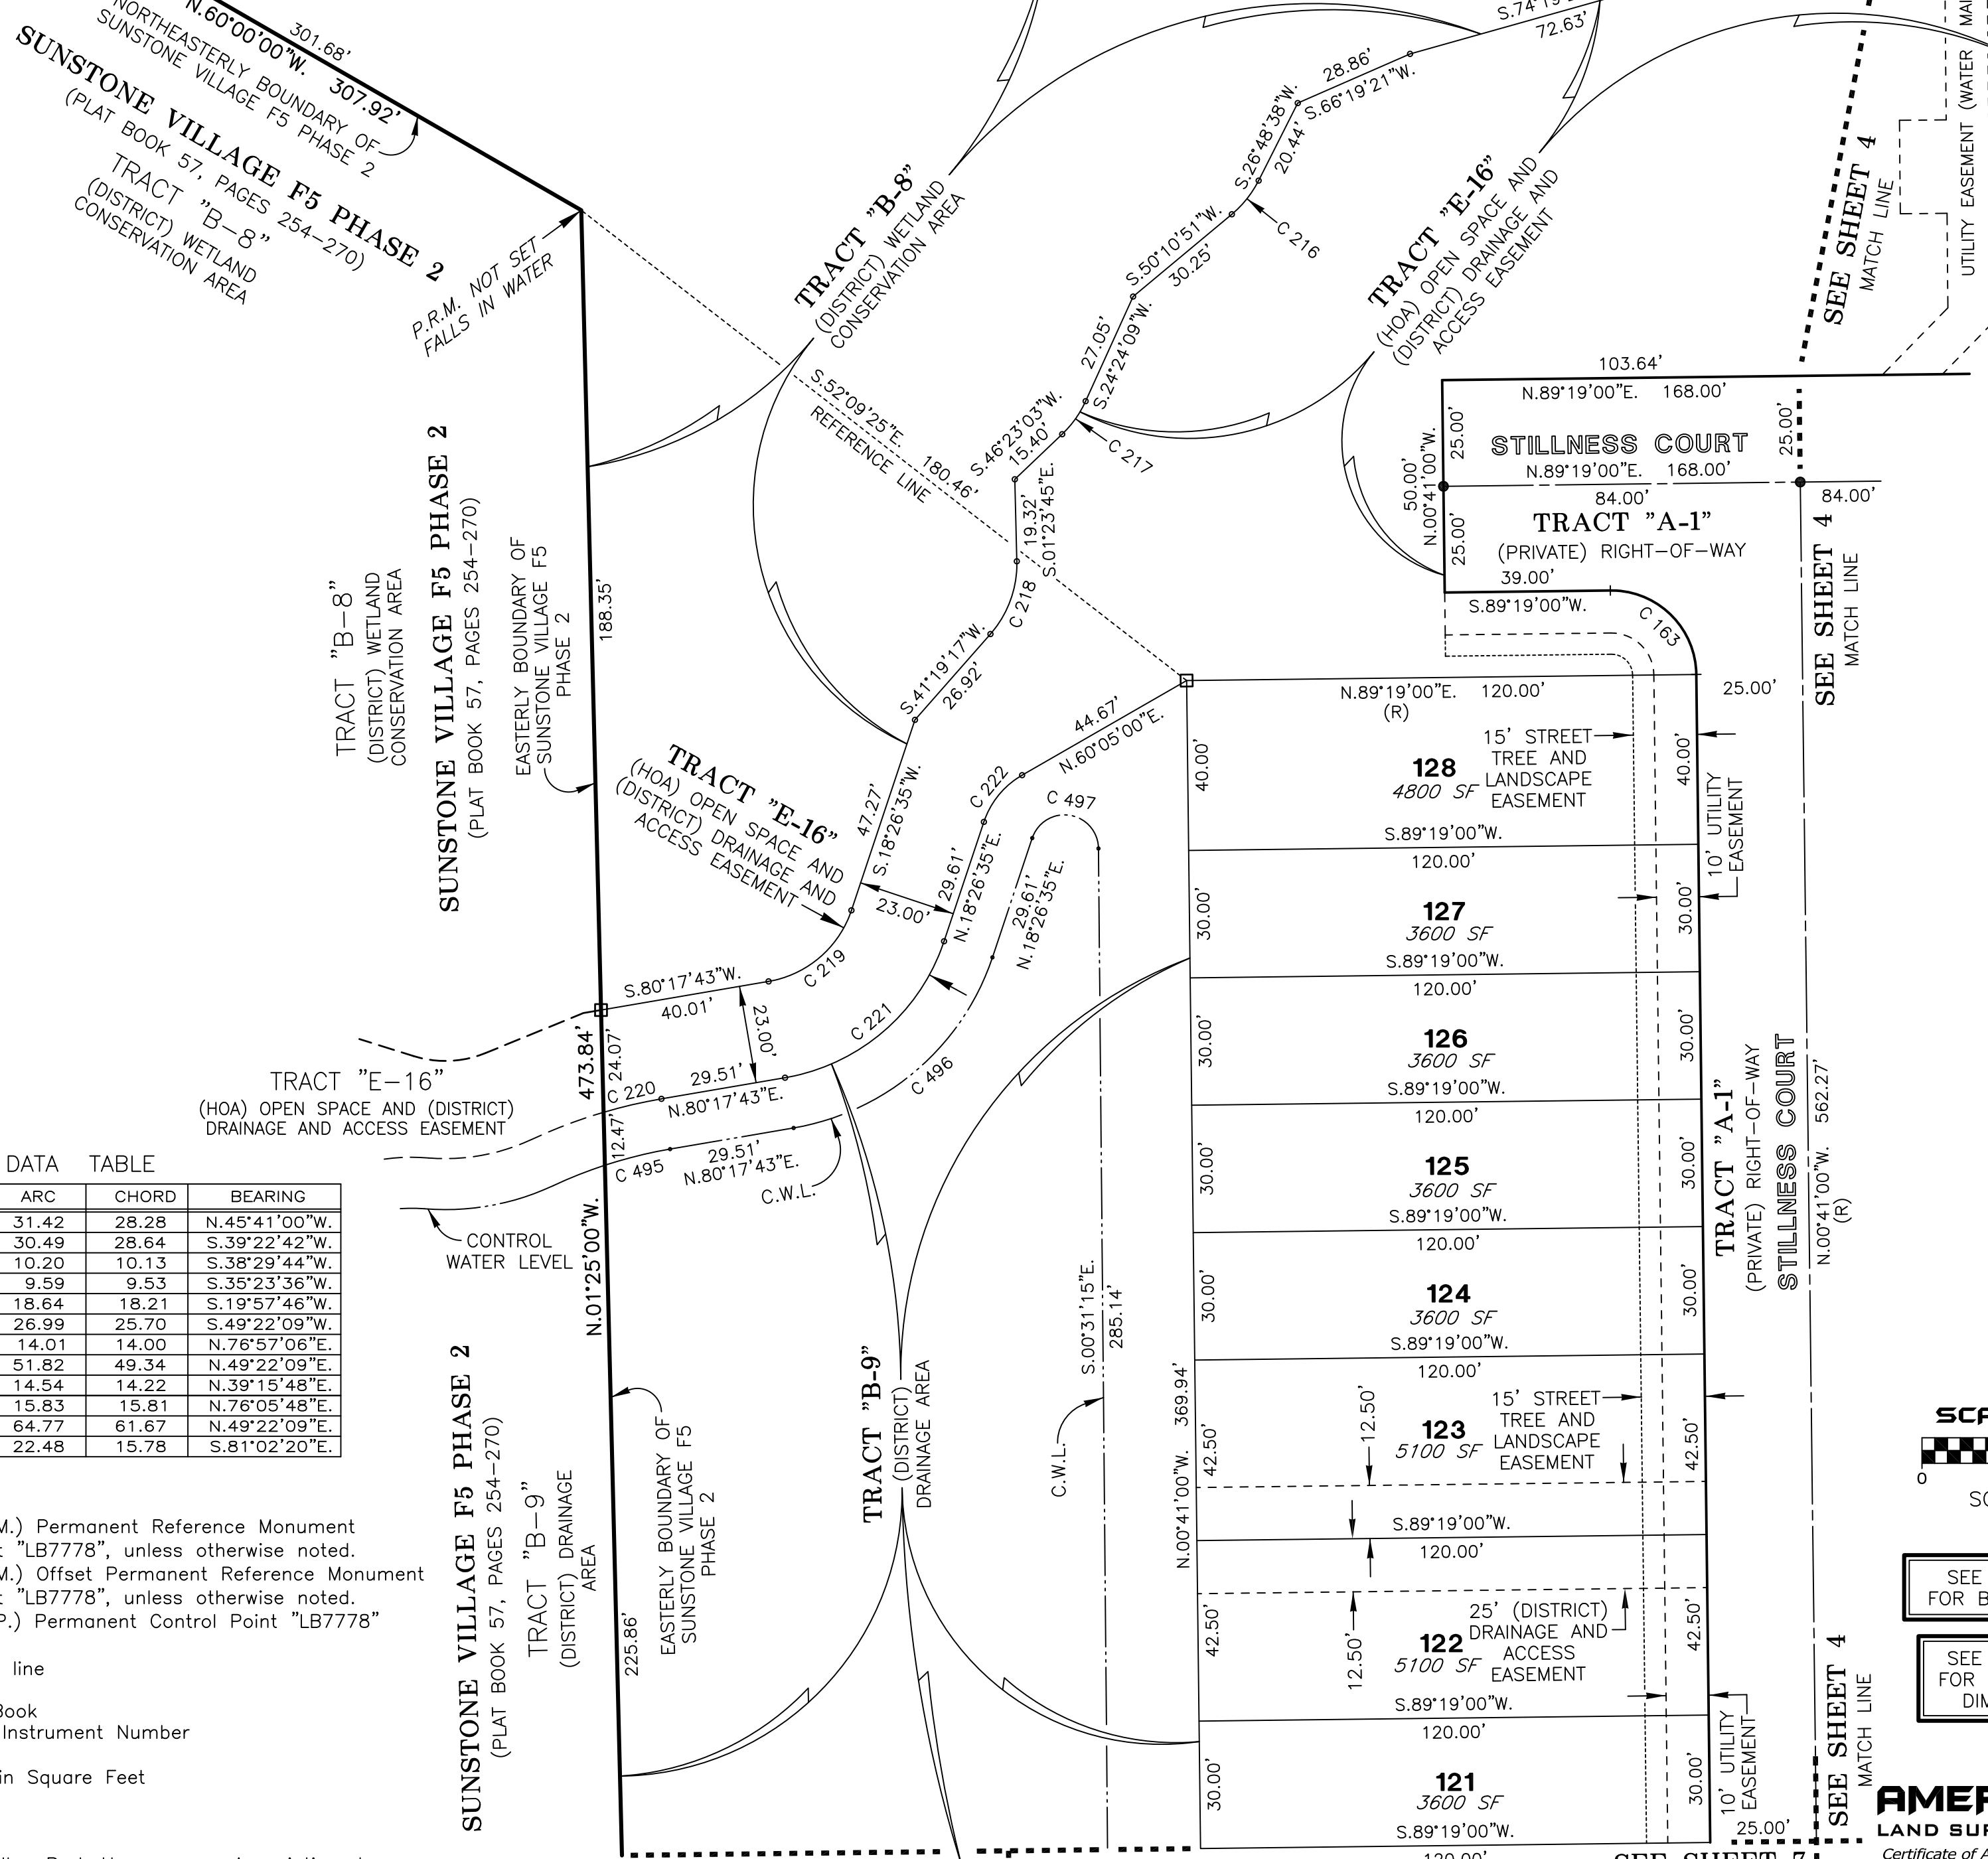 N.60°00'00"W. 307.92'
301.68'
NORTHEASTERLY BOUNDARY OF
SUNSTONE VILLAGE F5 PHASE 2
SUNSTONE VILLAGE F5 PHASE 2
(PLAT BOOK 57, PAGES 254-270)
TRACT "B-8"
(DISTRICT) WETLAND
CONSERVATION AREA
P.R.M. NOT SET
FALLS IN WATER
TRACT "B-8"
(DISTRICT) WETLAND
CONSERVATION AREA
72.63'
28.86'
S.66°19'21"W.
S.26°48'38"W.
20.44'
C 216
S.50°10'51"W.
30.25'
27.05'
S.24°24'09"W.
C 217
S.46°23'03"W.
15.40'
19.32'
S.01°23'45"E.
C 218
S.41°19'17"W.
26.92'
S.52°09'25"E. 180.46'
REFERENCE LINE
TRACT "E-16"
(HOA) OPEN SPACE AND
(DISTRICT) DRAINAGE AND
ACCESS EASEMENT
SEE SHEET 4
MATCH LINE
UTILITY EASEMENT (WATER
103.64'
N.89°19'00"E. 168.00'
25.00'
STILLNESS COURT
25.00'
N.89°19'00"E. 168.00'
50.00'
N.00°41'00"W.
84.00'
84.00'
TRACT "A-1"
(PRIVATE) RIGHT-OF-WAY
25.00'
39.00'
S.89°19'00"W.
C 163
SEE SHEET 4
MATCH LINE
TRACT "B-8"
(DISTRICT) WETLAND
CONSERVATION AREA
SUNSTONE VILLAGE F5 PHASE 2
(PLAT BOOK 57, PAGES 254-270)
EASTERLY BOUNDARY OF
SUNSTONE VILLAGE F5
PHASE 2
188.35'
TRACT "E-16"
(HOA) OPEN SPACE AND
(DISTRICT) DRAINAGE AND
ACCESS EASEMENT
47.27'
S.18°26'35"W.
23.00'
44.67'
N.60°05'00"E.
C 222
29.61'
N.18°26'35"E.
C 497
29.61'
N.18°26'35"E.
C 219
S.80°17'43"W.
40.01'
23.00'
C 221
C 496
29.51'
C 220
N.80°17'43"E.
24.07'
12.47'
473.84'
N.01°25'00"W.
C 495
29.51'
N.80°17'43"E.
C.W.L.
TRACT "E-16"
(HOA) OPEN SPACE AND (DISTRICT)
DRAINAGE AND ACCESS EASEMENT
CONTROL
WATER LEVEL
N.89°19'00"E. 120.00'
(R)
25.00'
15' STREET
TREE AND
LANDSCAPE
EASEMENT
40.00'
128
4800 SF
40.00'
10' UTILITY
EASEMENT
S.89°19'00"W.
120.00'
30.00'
127
3600 SF
30.00'
S.89°19'00"W.
120.00'
30.00'
126
3600 SF
30.00'
S.89°19'00"W.
120.00'
30.00'
125
3600 SF
30.00'
S.89°19'00"W.
120.00'
30.00'
124
3600 SF
30.00'
S.89°19'00"W.
120.00'
12.50'
15' STREET
TREE AND
LANDSCAPE
EASEMENT
42.50'
123
5100 SF
42.50'
S.89°19'00"W.
120.00'
12.50'
25' (DISTRICT)
DRAINAGE AND
ACCESS
EASEMENT
42.50'
122
5100 SF
42.50'
S.89°19'00"W.
120.00'
30.00'
121
3600 SF
30.00'
S.89°19'00"W.
10' UTILITY
EASEMENT
25.00'
N.00°41'00"W. 369.94'
S.00°31'15"E.
285.14'
C.W.L.
TRACT "A-1"
(PRIVATE) RIGHT-OF-WAY
STILLNESS COURT
N.00°41'00"W. 562.27'
(R)
SEE SHEET 4
MATCH LINE
DATA TABLE
ARC CHORD BEARING
31.42 28.28 N.45°41'00"W.
30.49 28.64 S.39°22'42"W.
10.20 10.13 S.38°29'44"W.
9.59 9.53 S.35°23'36"W.
18.64 18.21 S.19°57'46"W.
26.99 25.70 S.49°22'09"W.
14.01 14.00 N.76°57'06"E.
51.82 49.34 N.49°22'09"E.
14.54 14.22 N.39°15'48"E.
15.83 15.81 N.76°05'48"E.
64.77 61.67 N.49°22'09"E.
22.48 15.78 S.81°02'20"E.
M.) Permanent Reference Monument
"LB7778", unless otherwise noted.
M.) Offset Permanent Reference Monument
"LB7778", unless otherwise noted.
P.) Permanent Control Point "LB7778"
line
Book
Instrument Number
in Square Feet
SUNSTONE VILLAGE F5 PHASE 2
(PLAT BOOK 57, PAGES 254-270)
TRACT "B-9"
(DISTRICT) DRAINAGE
AREA
EASTERLY BOUNDARY OF
SUNSTONE VILLAGE F5
PHASE 2
225.86'
TRACT "B-9"
(DISTRICT)
DRAINAGE AREA
0
SEE
FOR B
SEE
FOR
DIM
LAND SUR
Certificate of A